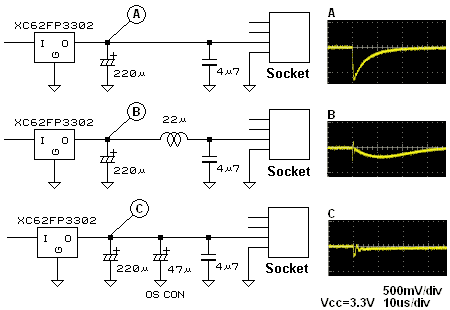 XC62FP3302
A
A
I O
G
220μ
4μ7
Socket
XC62FP3302
B
22μ
B
I O
G
220μ
4μ7
Socket
XC62FP3302
C
C
I O
G
220μ
47μ
4μ7
Socket
OS CON
500mV/div
Vcc=3.3V 10us/div